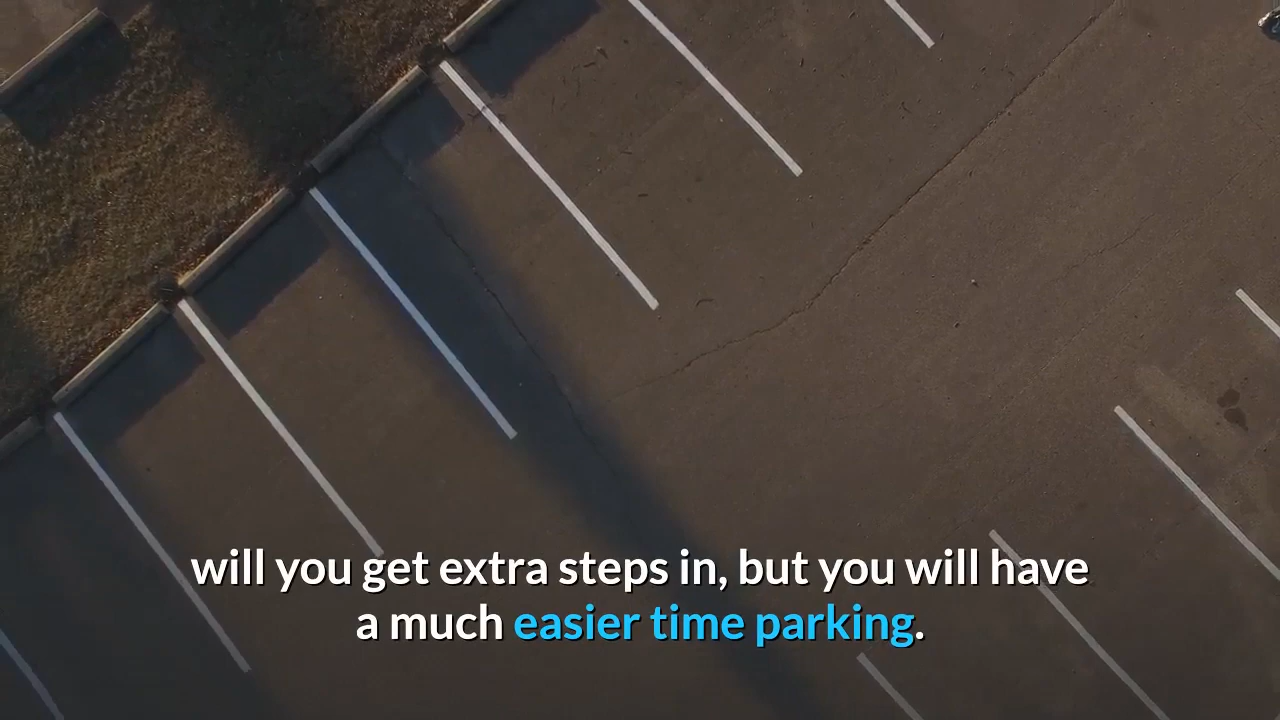 will you get extra steps in, but you will have
a much easier time parking.